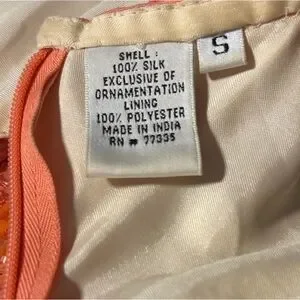 SHELL :
100% SILK
EXCLUSIVE OF
ORNAMENTATION
LINING
100% POLYESTER
MADE IN INDIA
RN # 77335
S